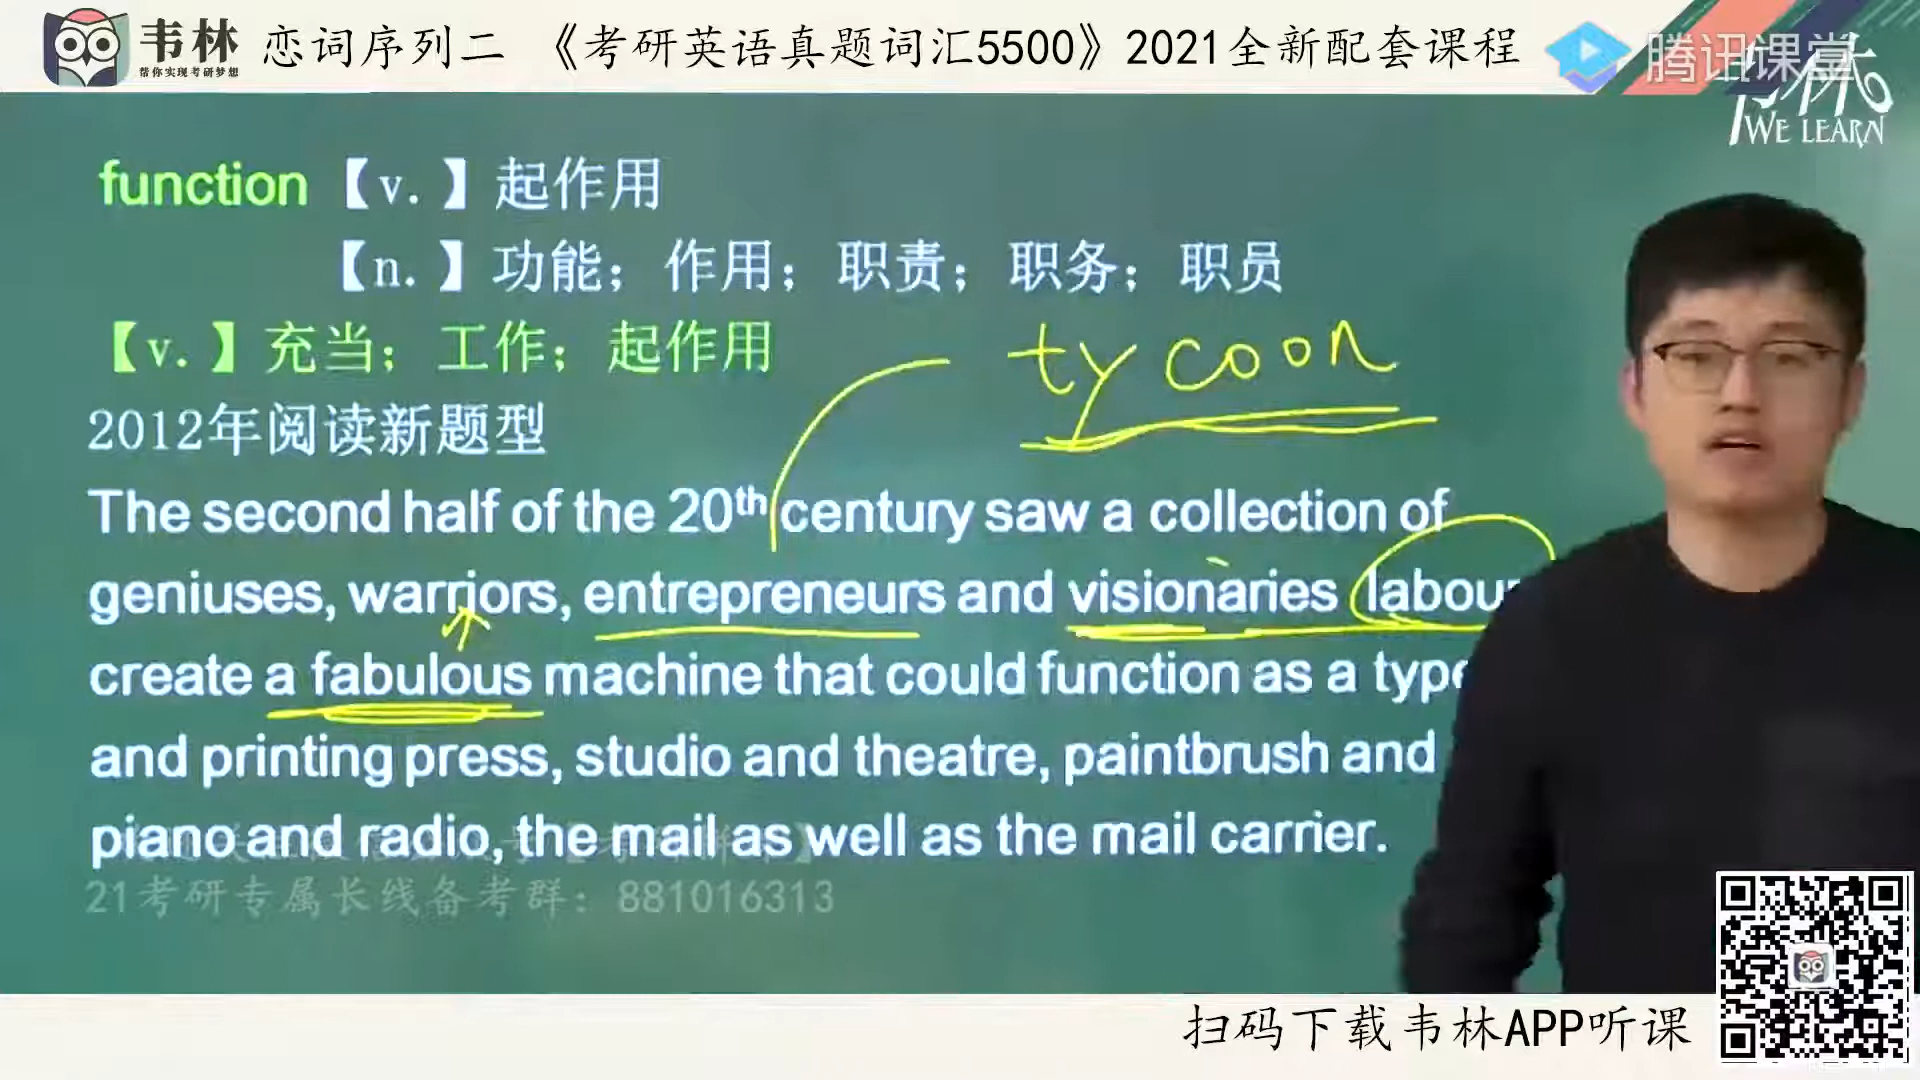 韦林
帮你实现考研梦想
恋词序列二 《考研英语真题词汇5500》2021全新配套课程
腾讯课堂
WE LEARN
function【v.】起作用
【n.】功能；作用；职责；职务；职员
【v.】充当；工作；起作用
tycoon
2012年阅读新题型
The second half of the 20th century saw a collection of
geniuses, warriors, entrepreneurs and visionaries labou
create a fabulous machine that could function as a type
and printing press, studio and theatre, paintbrush and
piano and radio, the mail as well as the mail carrier.
21考研专属长线备考群：881016313
扫码下载韦林APP听课